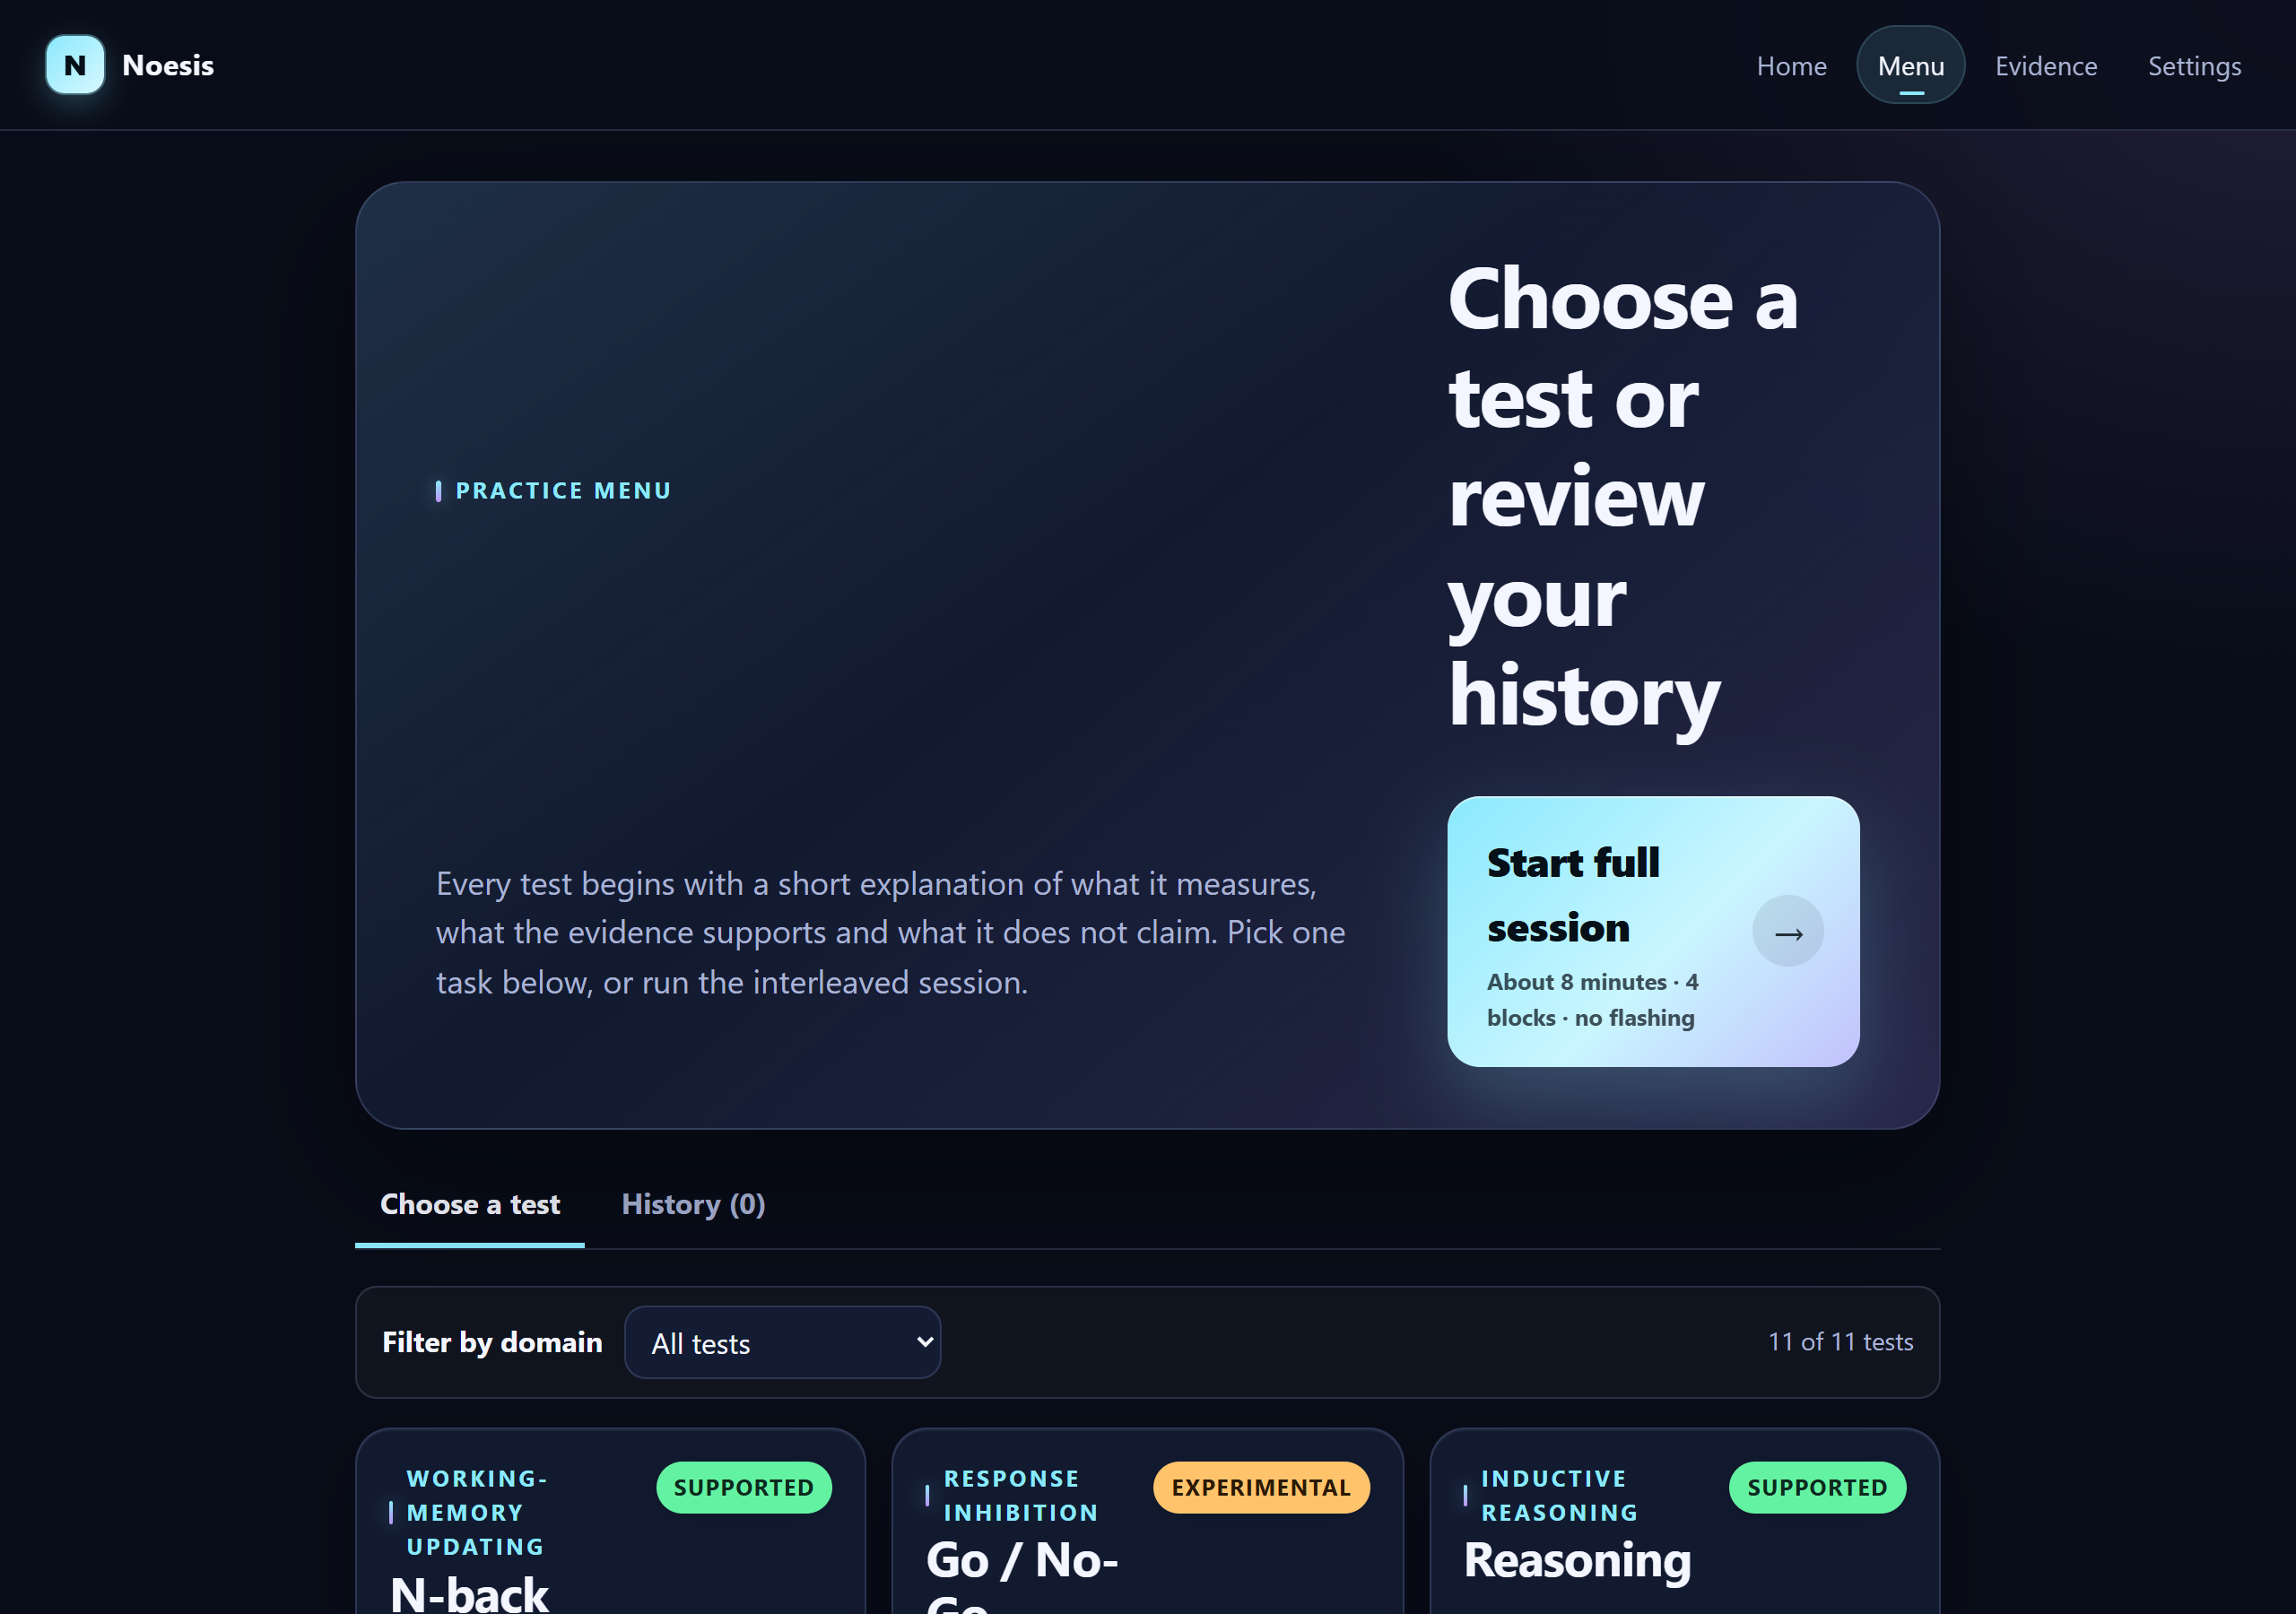 N Noesis
Home Menu Evidence Settings
PRACTICE MENU
Choose a
test or
review
your
history
Every test begins with a short explanation of what it measures,
what the evidence supports and what it does not claim. Pick one
task below, or run the interleaved session.
Start full
session
→
About 8 minutes · 4
blocks · no flashing
Choose a test History (0)
Filter by domain All tests 11 of 11 tests
WORKING-
MEMORY
UPDATING
SUPPORTED
N-back
RESPONSE
INHIBITION
EXPERIMENTAL
Go / No-
Go
INDUCTIVE
REASONING
SUPPORTED
Reasoning